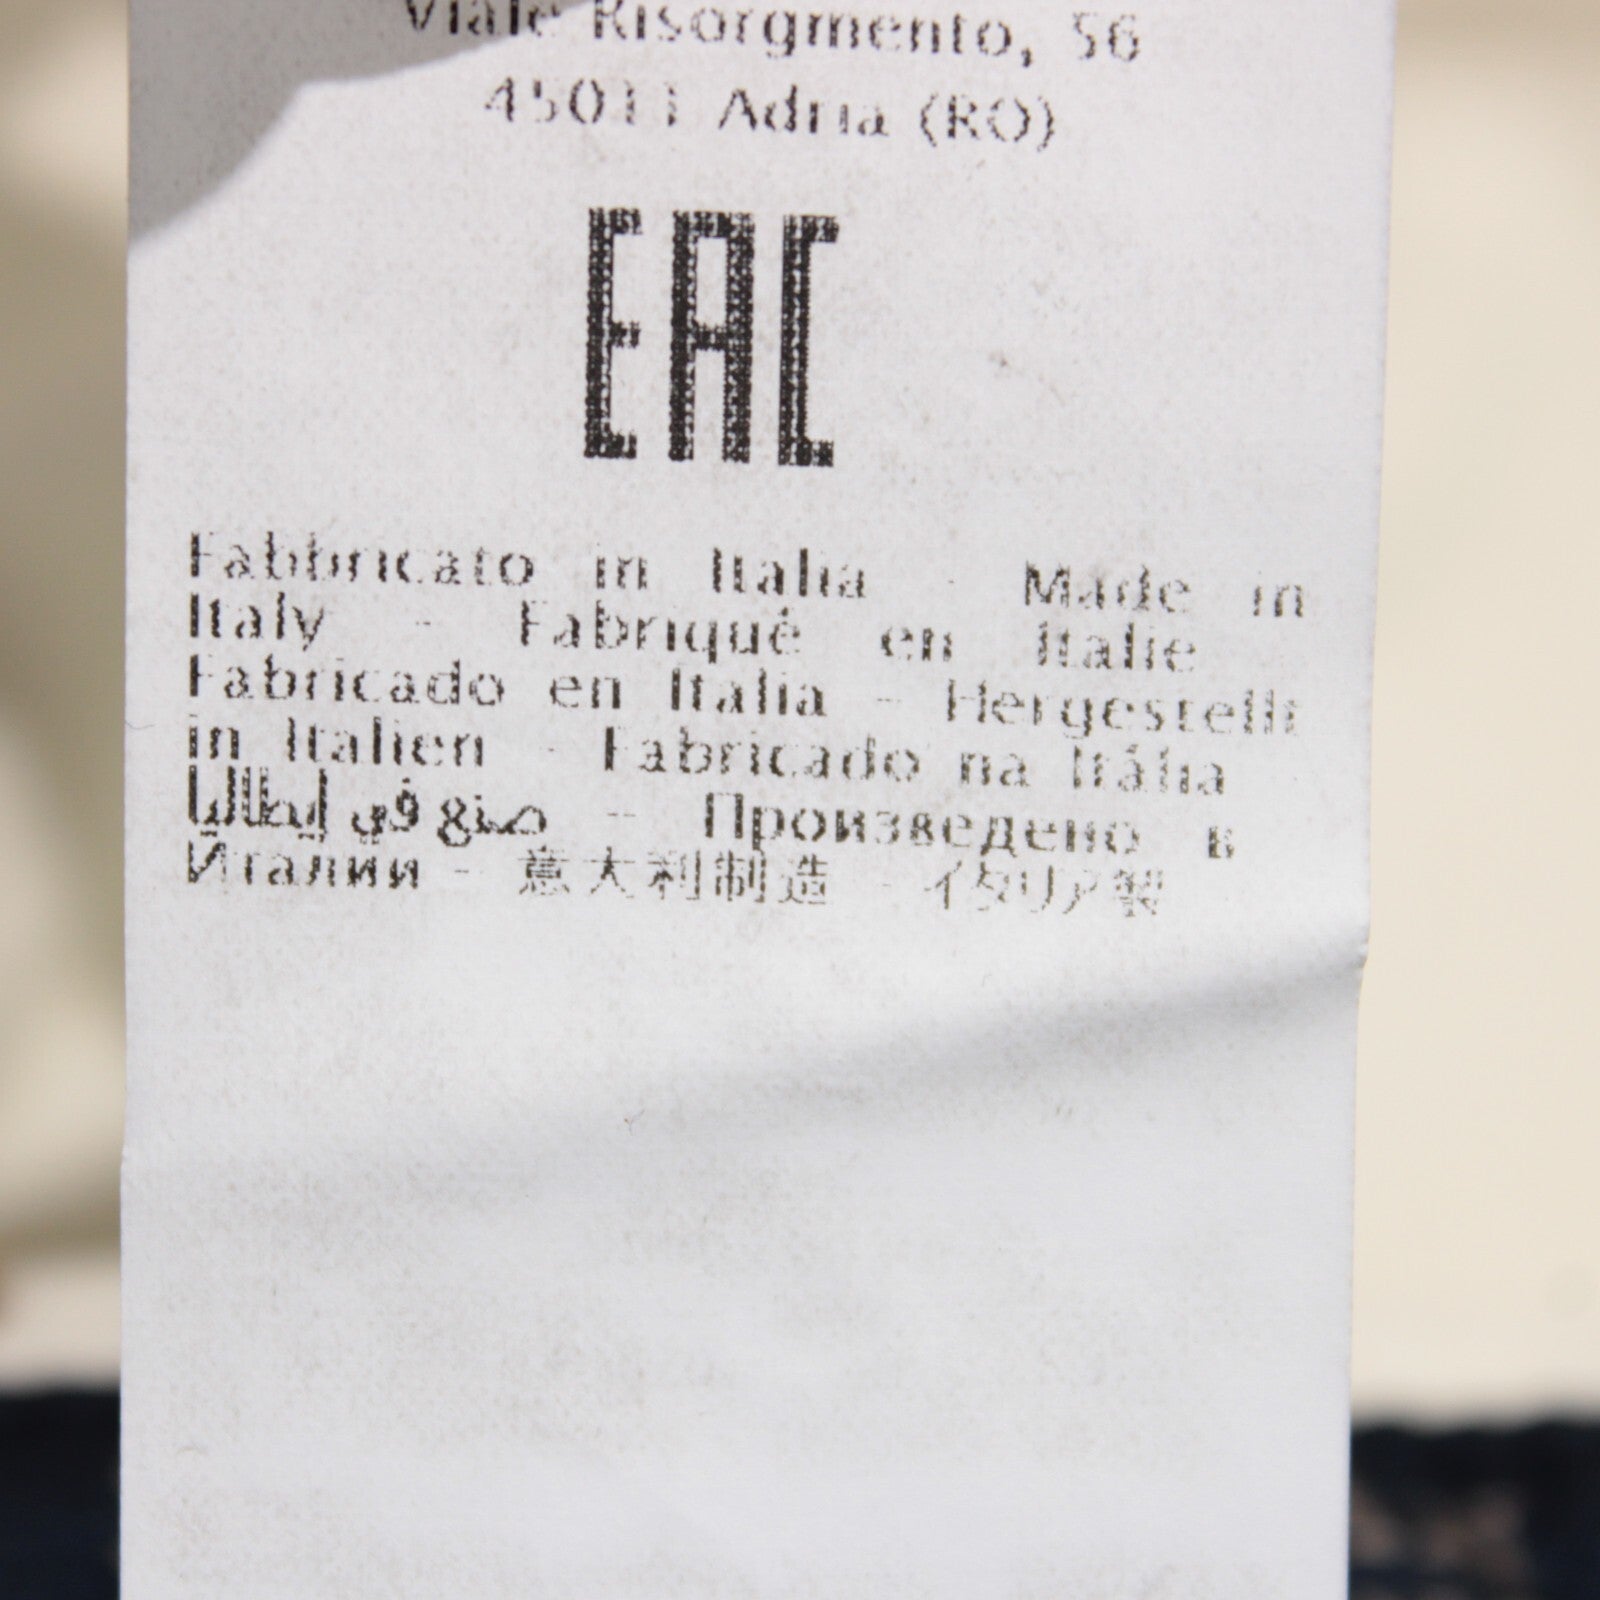 Viale Risorgmento, 56
45011 Adria (RO)
EAC
Fabbricato in Italia - Made in
Italy - Fabriqué en Italie
Fabricado en Italia - Hergestellt
in Italien - Fabricado na Itália
صنع في إيطاليا - Произведено в
Италии - 意大利制造 - イタリア製